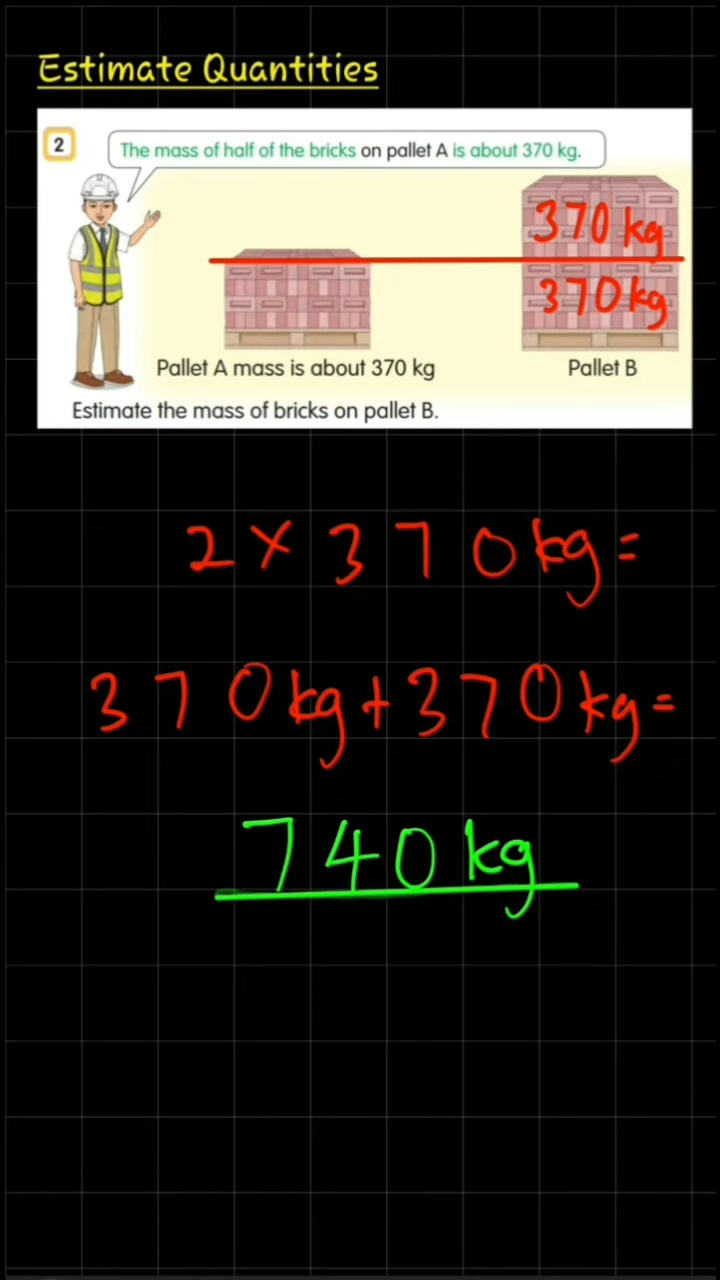 Estimate Quantities
2
The mass of half of the bricks on pallet A is about 370 kg.
370 kg
370 kg
Pallet A mass is about 370 kg
Pallet B
Estimate the mass of bricks on pallet B.
2 × 370 kg =
370 kg + 370 kg =
740 kg